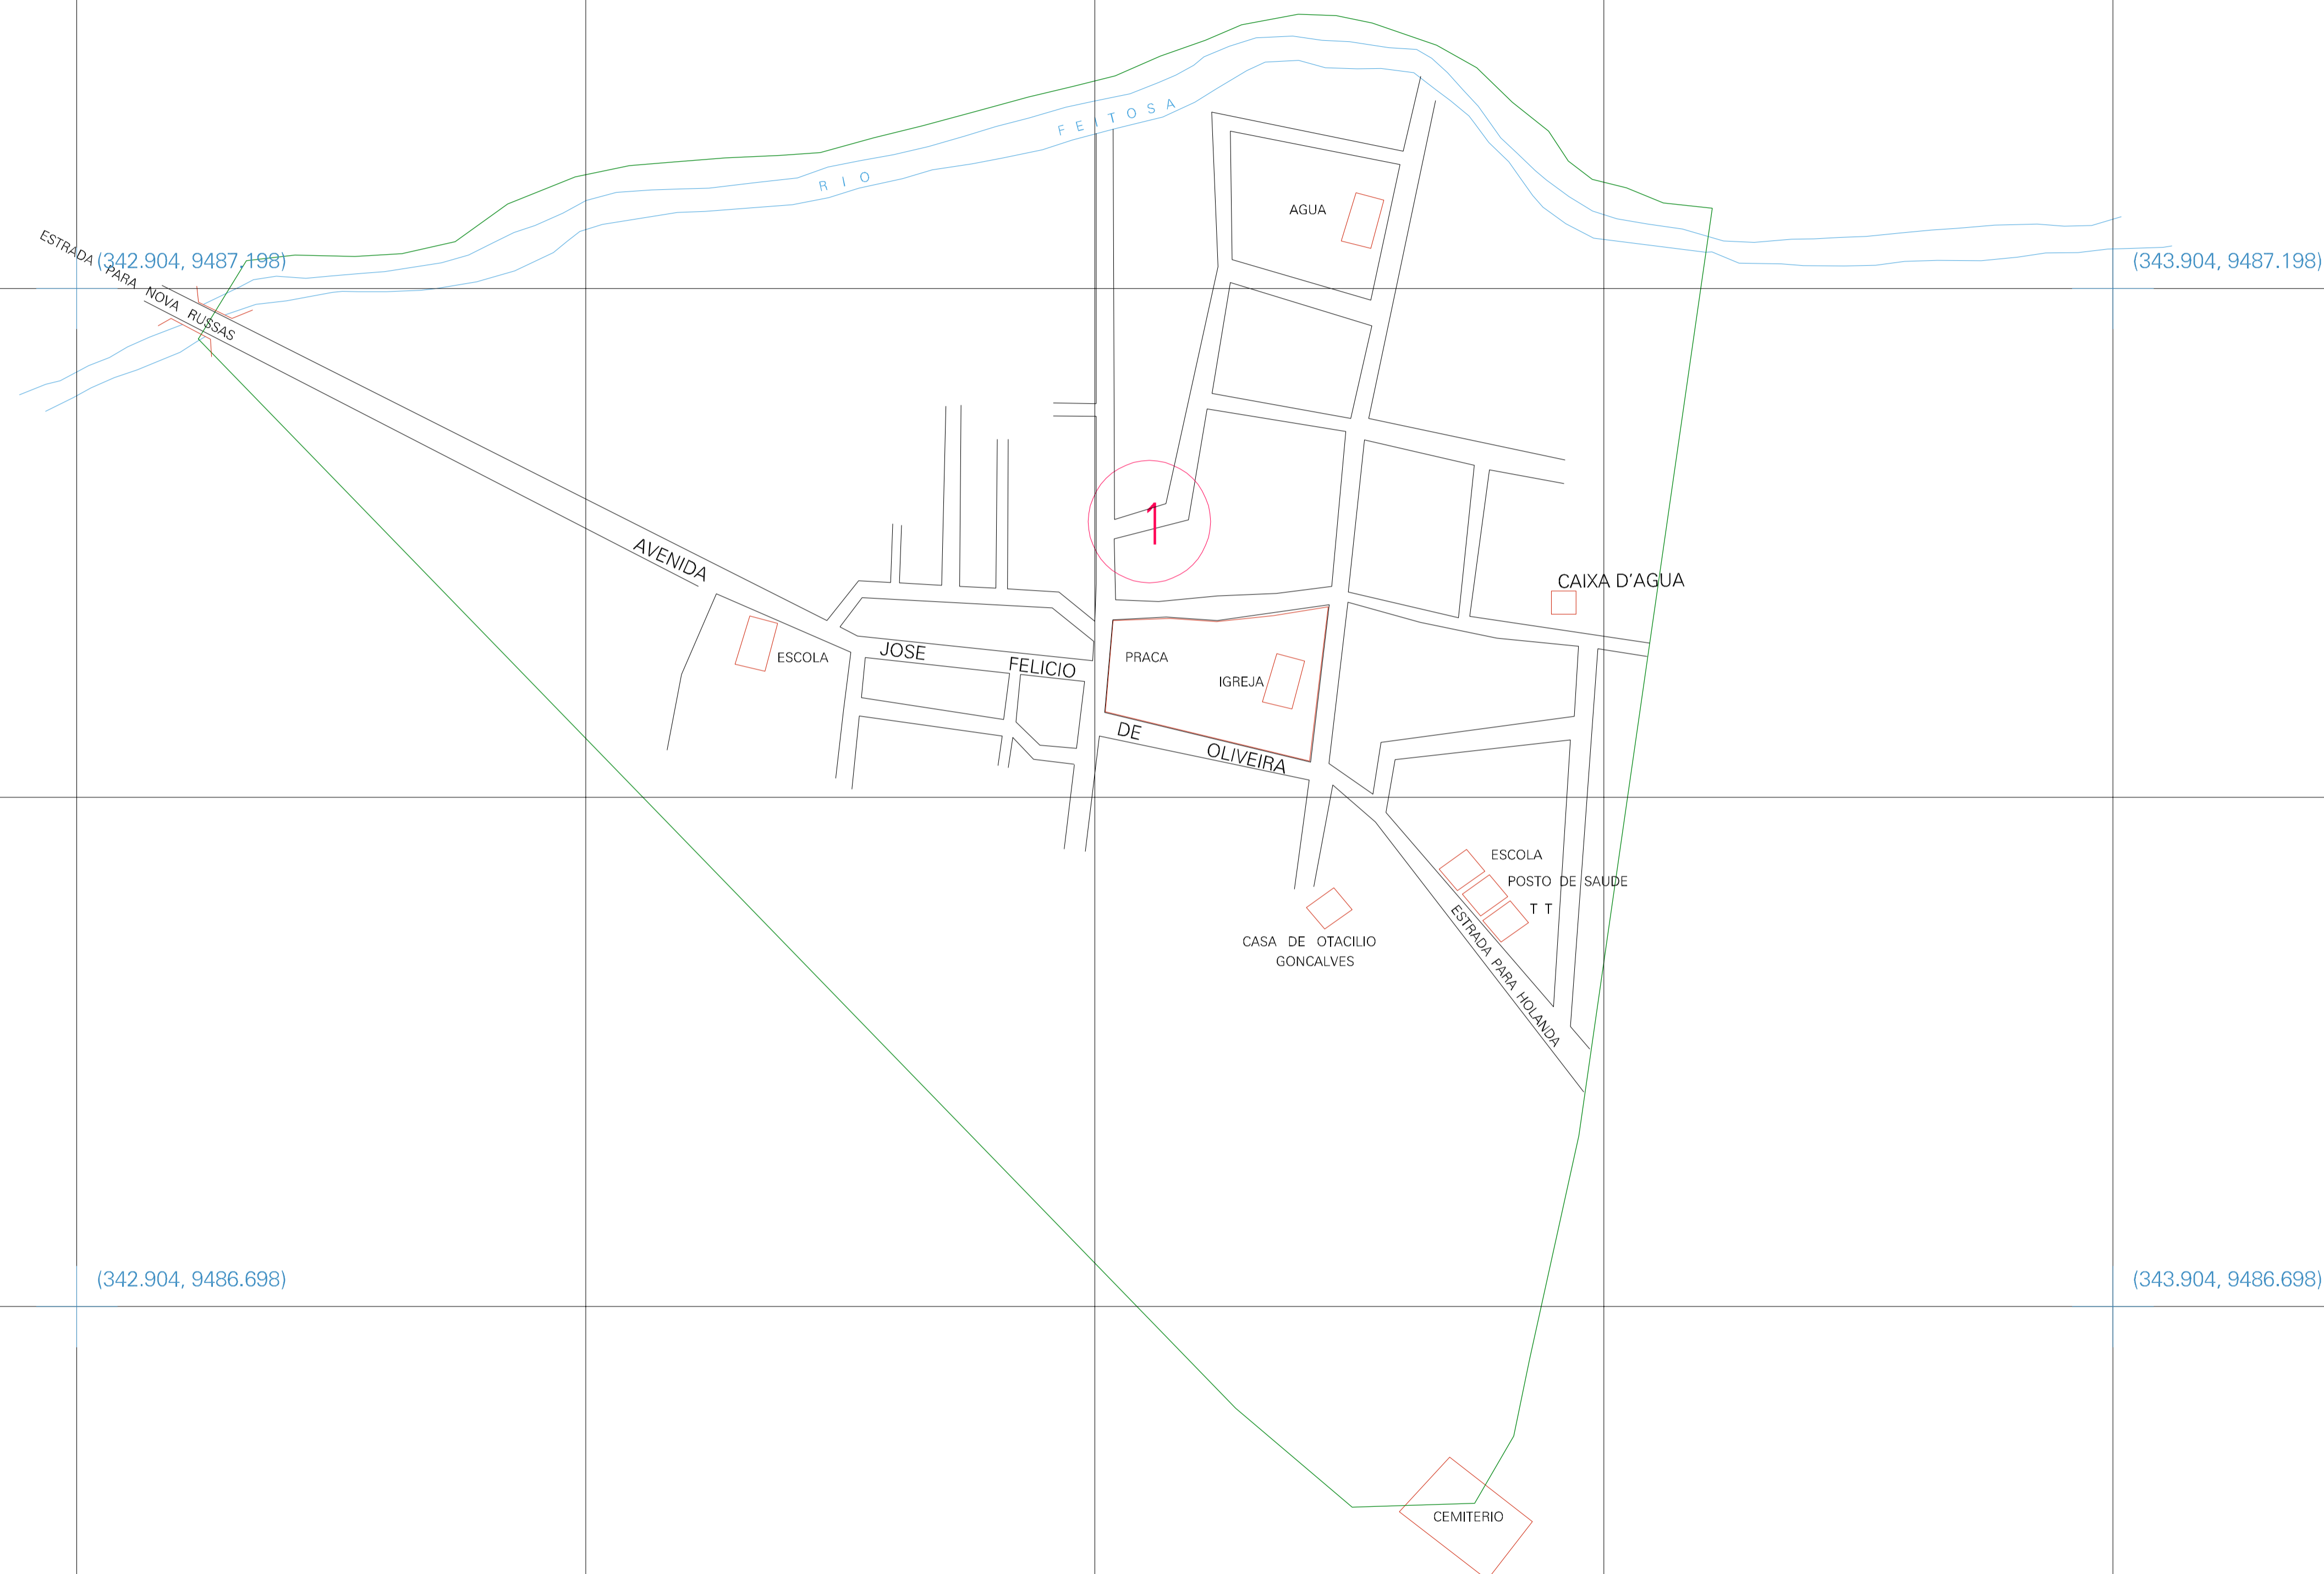 RIO FEITOSA
AGUA
ESTRADA PARA NOVA RUSSAS
(342.904, 9487.198)
(343.904, 9487.198)
1
AVENIDA JOSE FELICIO DE OLIVEIRA
CAIXA D'AGUA
ESCOLA
PRACA
IGREJA
ESCOLA
POSTO DE SAUDE
T T
ESTRADA PARA HOLANDA
CASA DE OTACILIO
GONCALVES
(342.904, 9486.698)
(343.904, 9486.698)
CEMITERIO